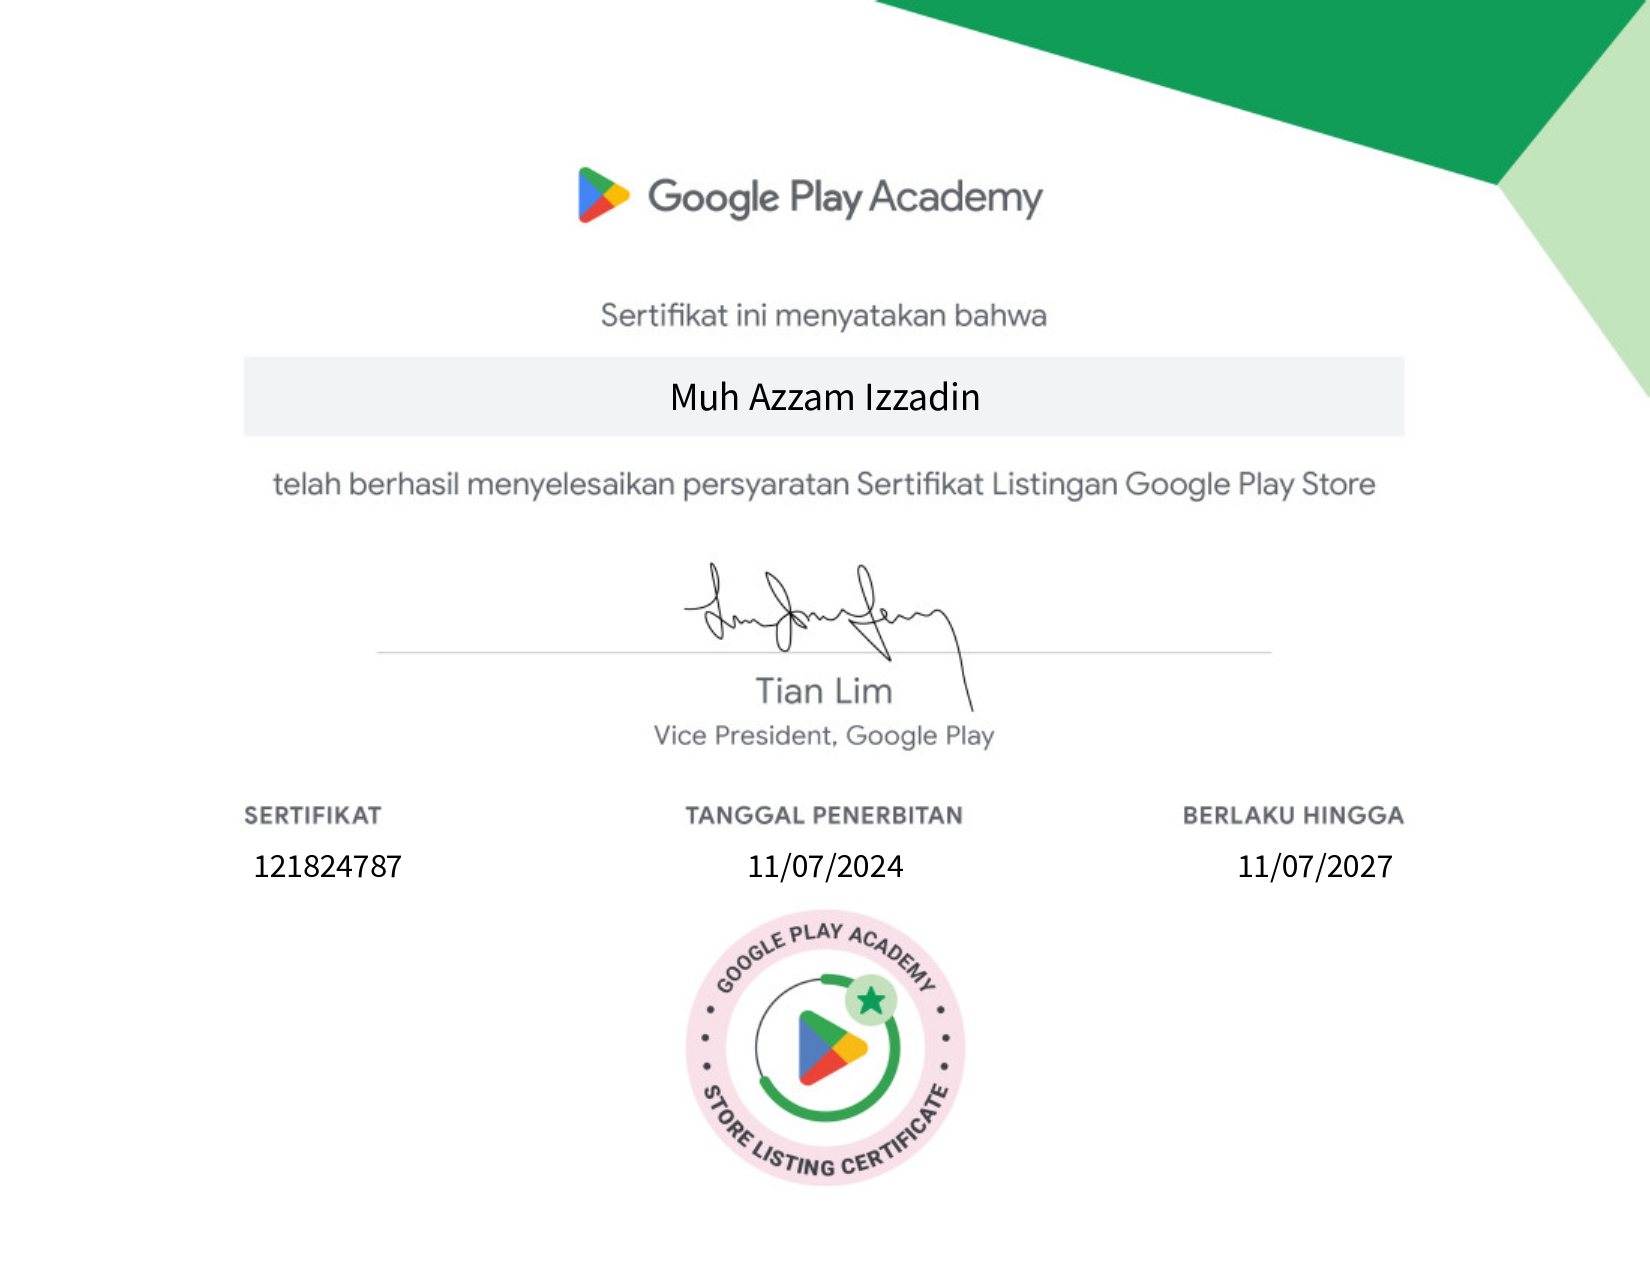 Google Play Academy
Sertifikat ini menyatakan bahwa
Muh Azzam Izzadin
telah berhasil menyelesaikan persyaratan Sertifikat Listingan Google Play Store
Tian Lim
Vice President, Google Play
SERTIFIKAT
TANGGAL PENERBITAN
BERLAKU HINGGA
121824787
11/07/2024
11/07/2027
GOOGLE PLAY ACADEMY
STORE LISTING CERTIFICATE